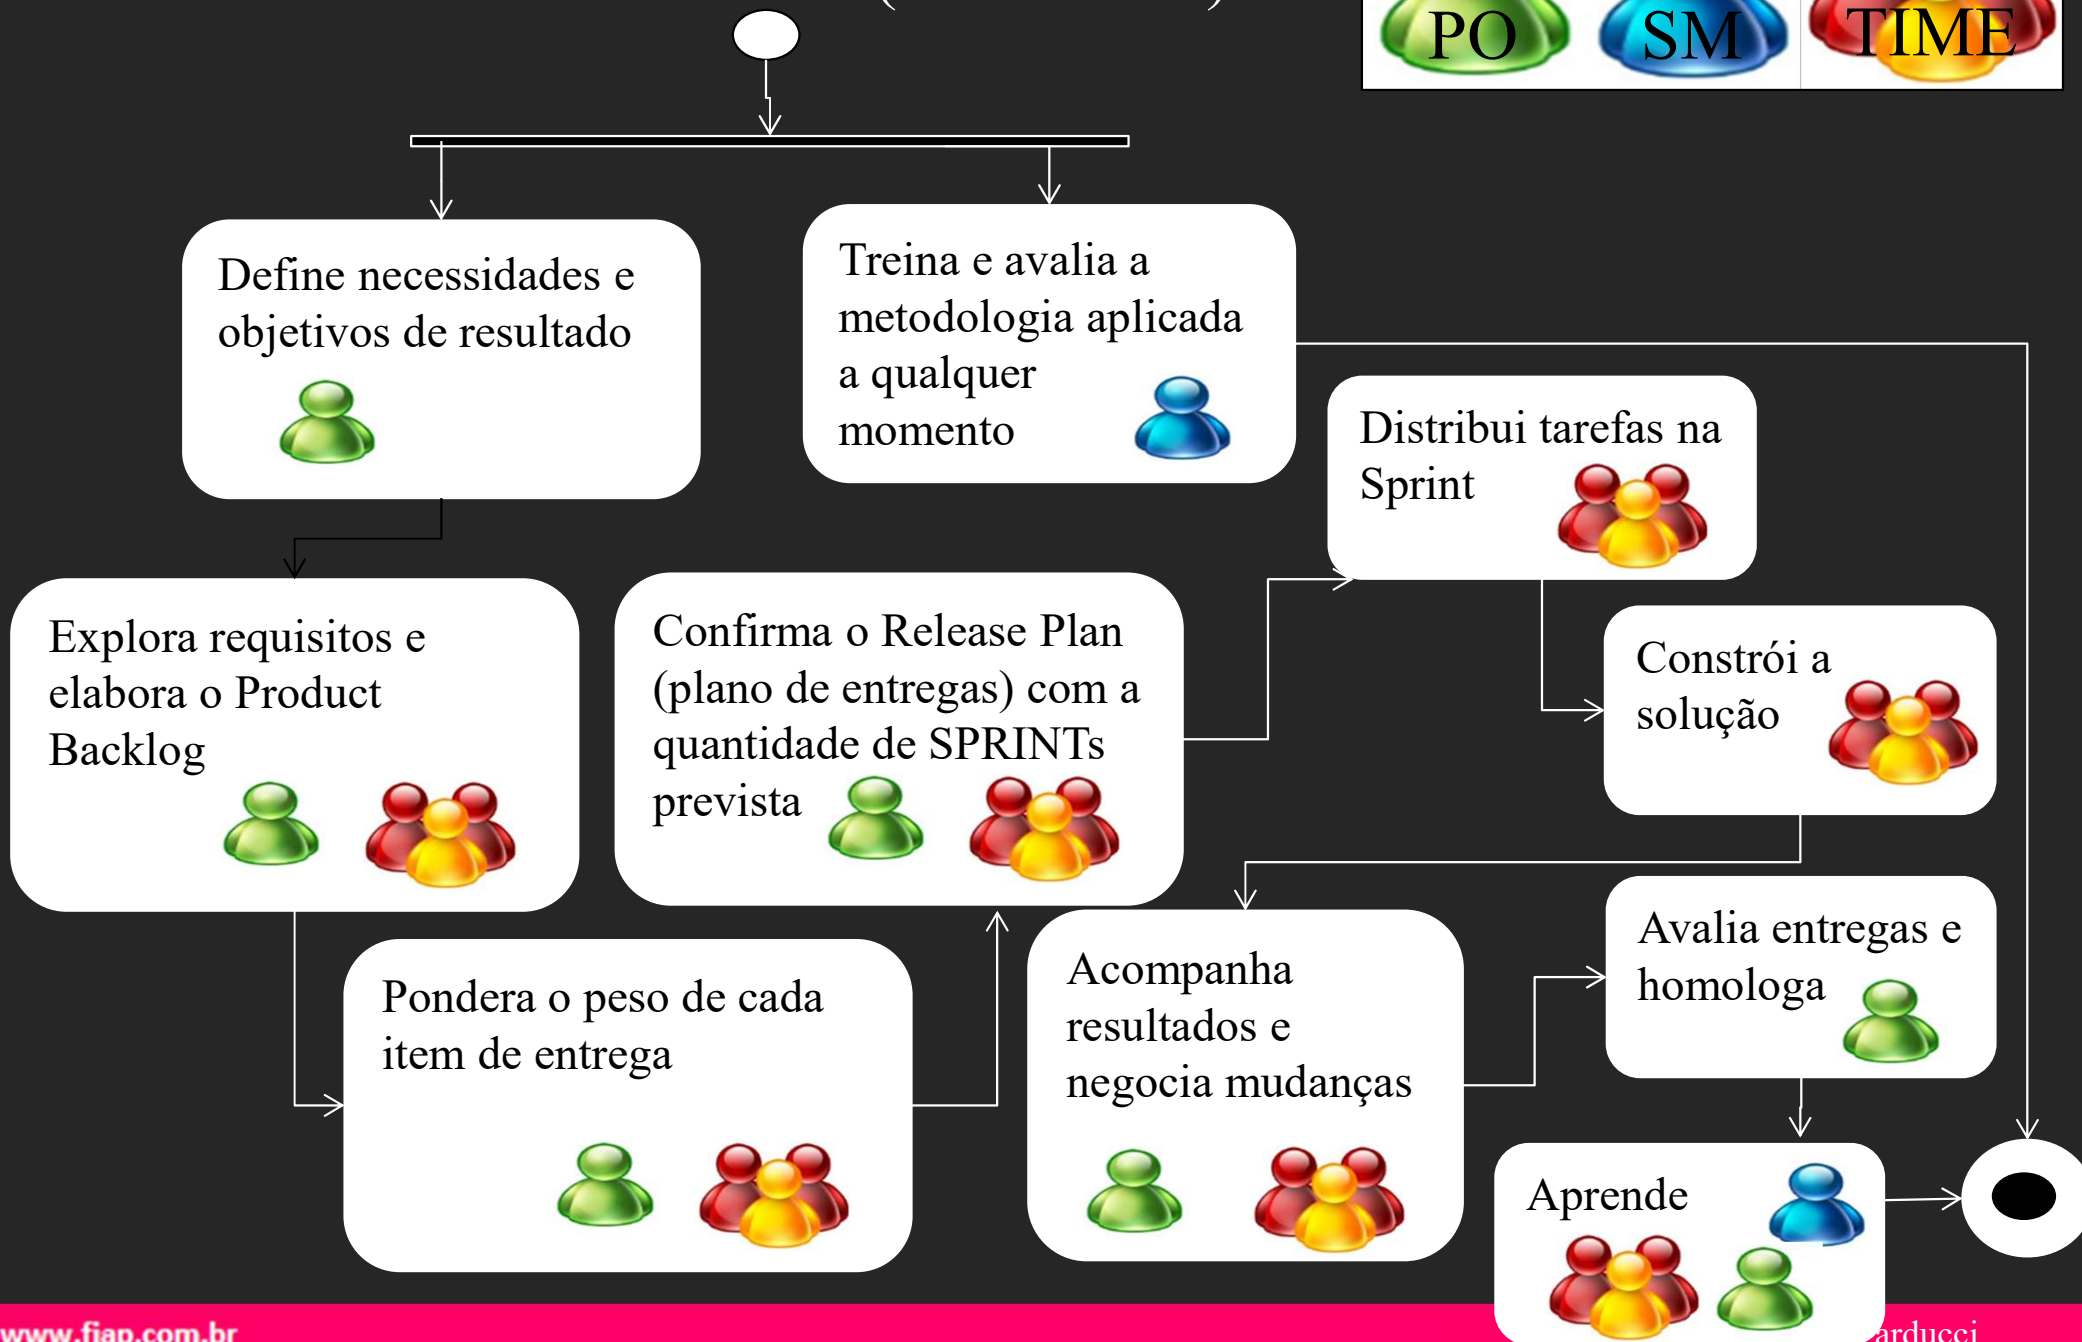 PO SM TIME
Define necessidades e
objetivos de resultado
Treina e avalia a
metodologia aplicada
a qualquer
momento
Distribui tarefas na
Sprint
Explora requisitos e
elabora o Product
Backlog
Confirma o Release Plan
(plano de entregas) com a
quantidade de SPRINTs
prevista
Constrói a
solução
Pondera o peso de cada
item de entrega
Acompanha
resultados e
negocia mudanças
Avalia entregas e
homologa
Aprende
www.fiap.com.br